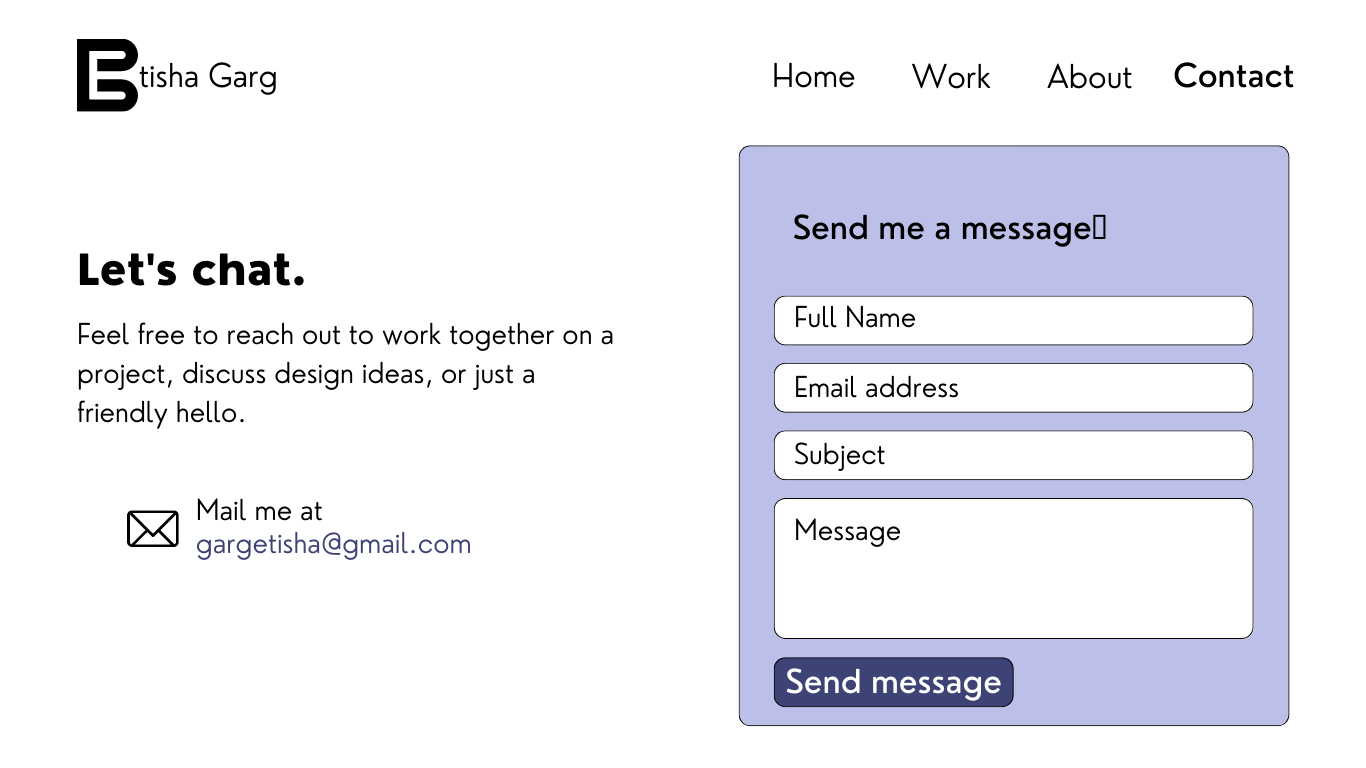 Etisha Garg
Home Work About Contact
Let's chat.
Feel free to reach out to work together on a
project, discuss design ideas, or just a
friendly hello.
Mail me at
gargetisha@gmail.com
Send me a message
Full Name
Email address
Subject
Message
Send message